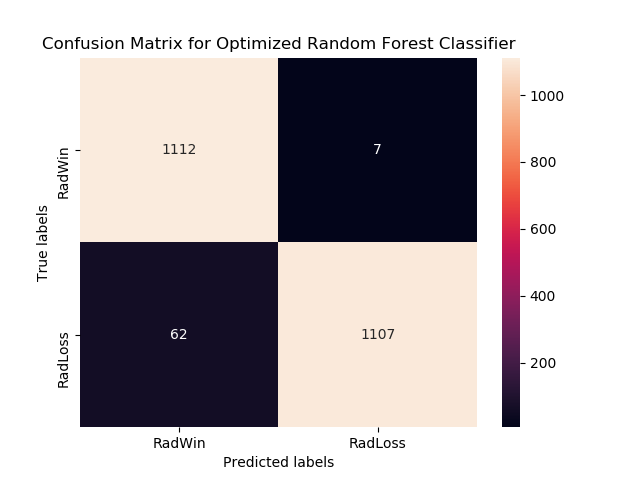 Confusion Matrix for Optimized Random Forest Classifier
True labels
RadWin
RadLoss
1112
7
62
1107
RadWin
RadLoss
Predicted labels
1000
800
600
400
200